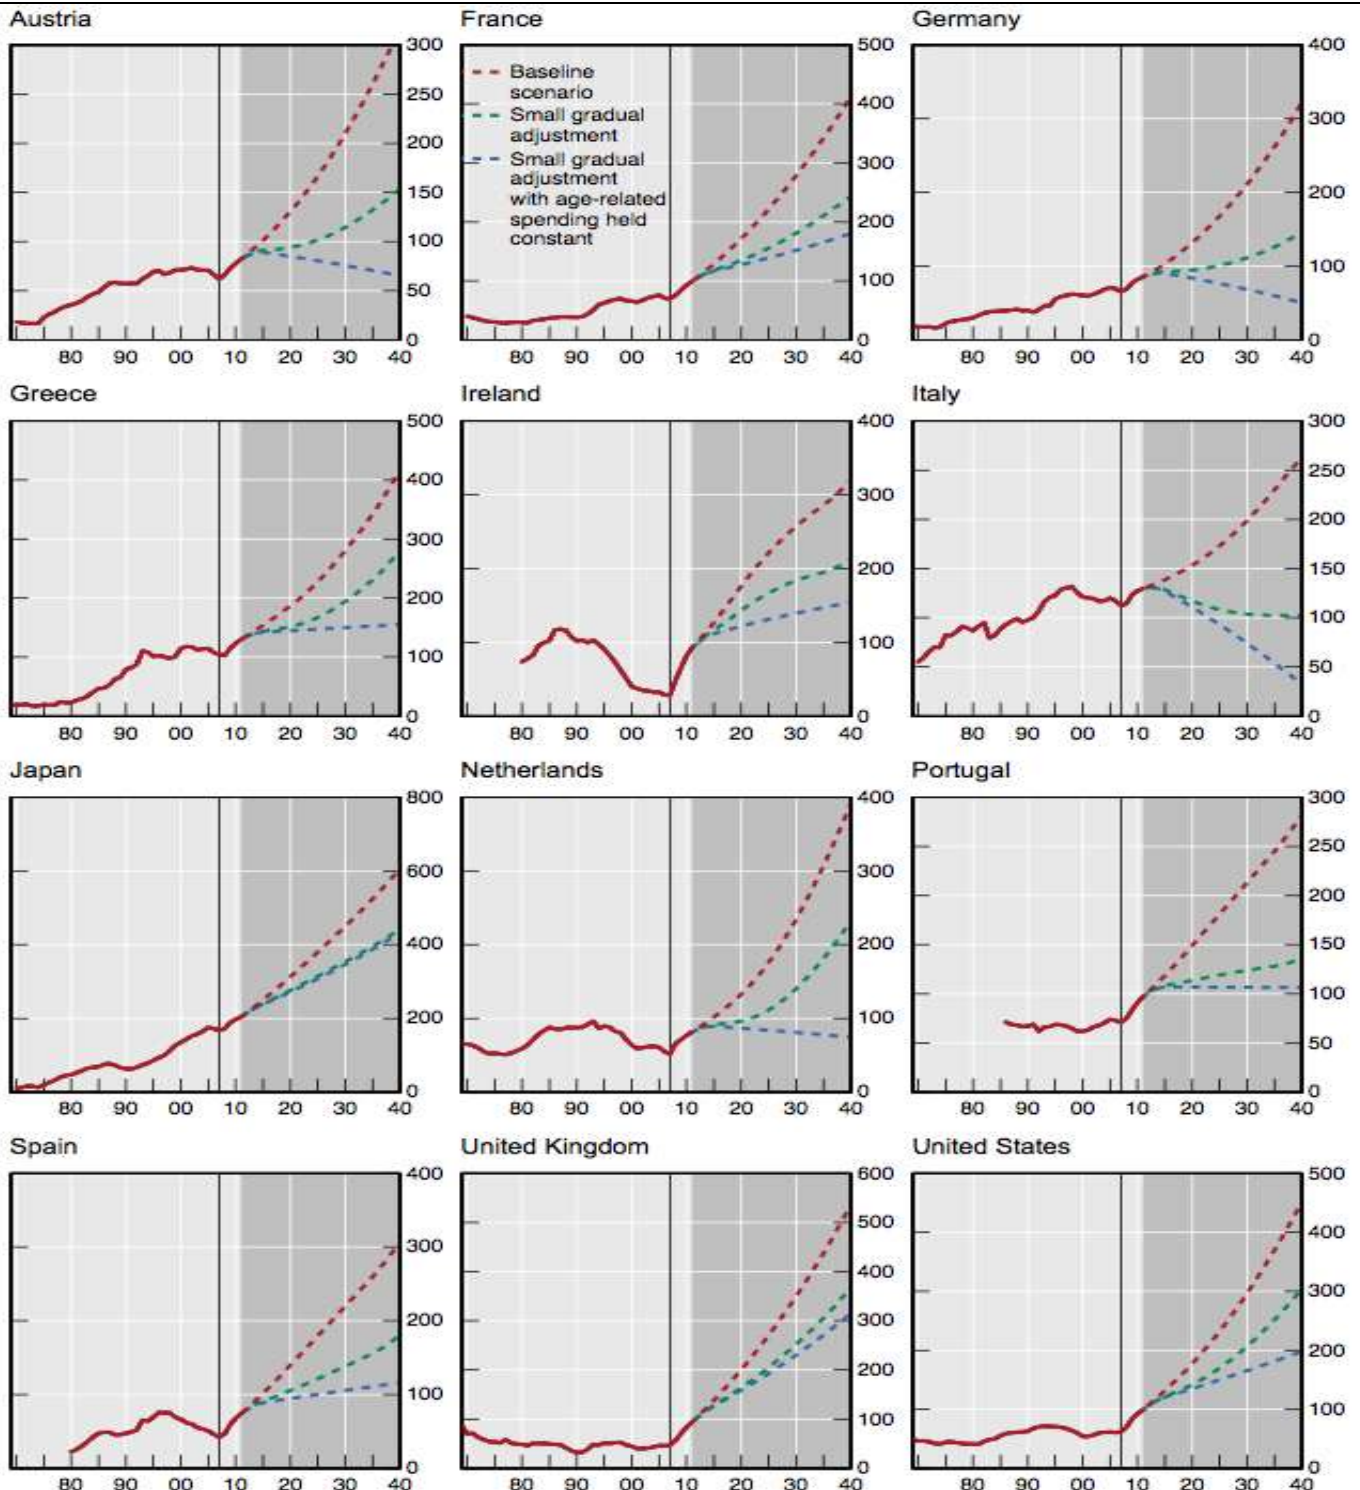 Austria
France
Germany
300
250
200
150
100
50
0
80 90 00 10 20 30 40
Baseline
scenario
Small gradual
adjustment
Small gradual
adjustment
with age-related
spending held
constant
500
400
300
200
100
0
80 90 00 10 20 30 40
400
300
200
100
0
80 90 00 10 20 30 40
Greece
Ireland
Italy
500
400
300
200
100
0
80 90 00 10 20 30 40
400
300
200
100
0
80 90 00 10 20 30 40
300
250
200
150
100
50
0
80 90 00 10 20 30 40
Japan
Netherlands
Portugal
800
600
400
200
0
80 90 00 10 20 30 40
400
300
200
100
0
80 90 00 10 20 30 40
300
250
200
150
100
50
0
80 90 00 10 20 30 40
Spain
United Kingdom
United States
400
300
200
100
0
80 90 00 10 20 30 40
600
500
400
300
200
100
0
80 90 00 10 20 30 40
500
400
300
200
100
0
80 90 00 10 20 30 40